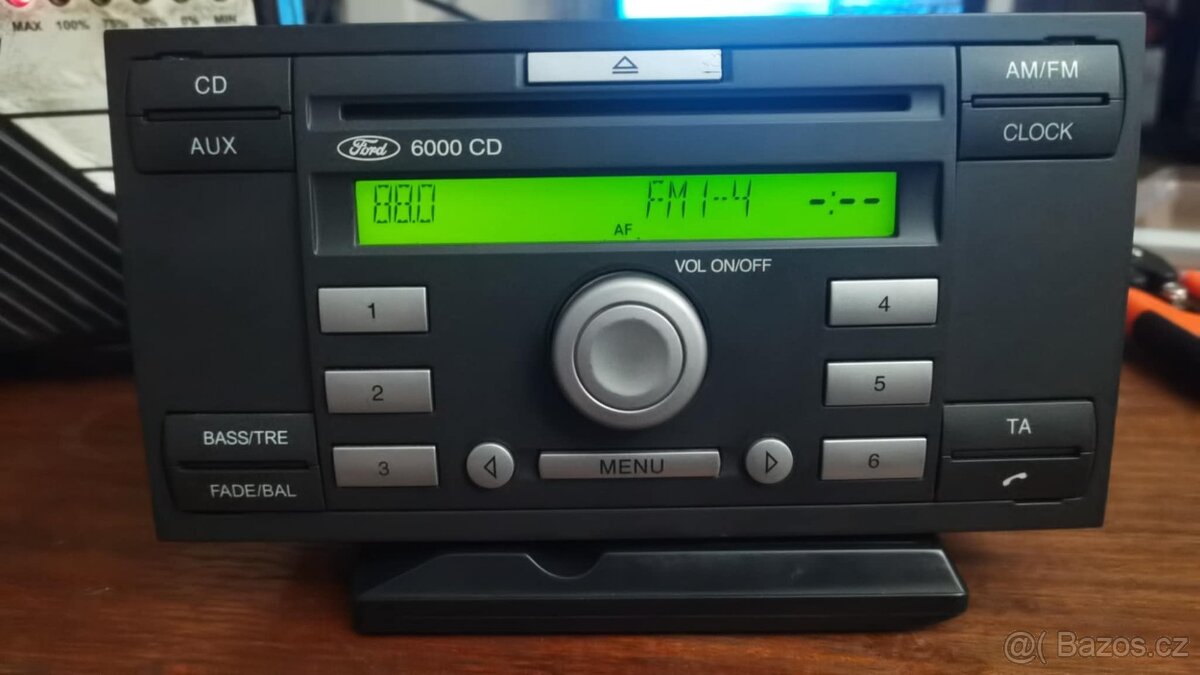 MAX 100% 75% 50% 0% MIN
CD
AUX
AM/FM
CLOCK
Ford 6000 CD
88.0 FM1-4 -:--
AF
VOL ON/OFF
1
2
3
4
5
6
BASS/TRE
FADE/BAL
MENU
TA
@( Bazos.cz